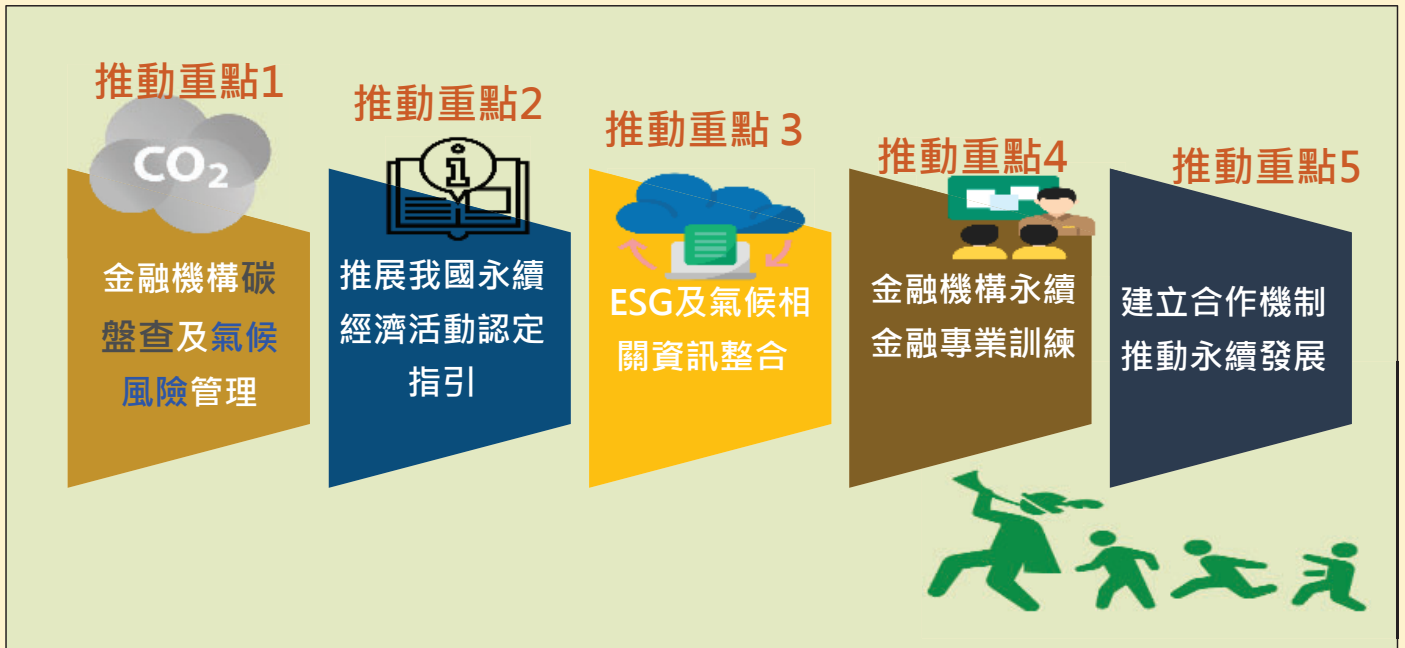 推動重點1
CO₂
金融機構碳
盤查及氣候
風險管理
推動重點2
i
推展我國永續
經濟活動認定
指引
推動重點 3
ESG及氣候相
關資訊整合
推動重點4
金融機構永續
金融專業訓練
推動重點5
建立合作機制
推動永續發展